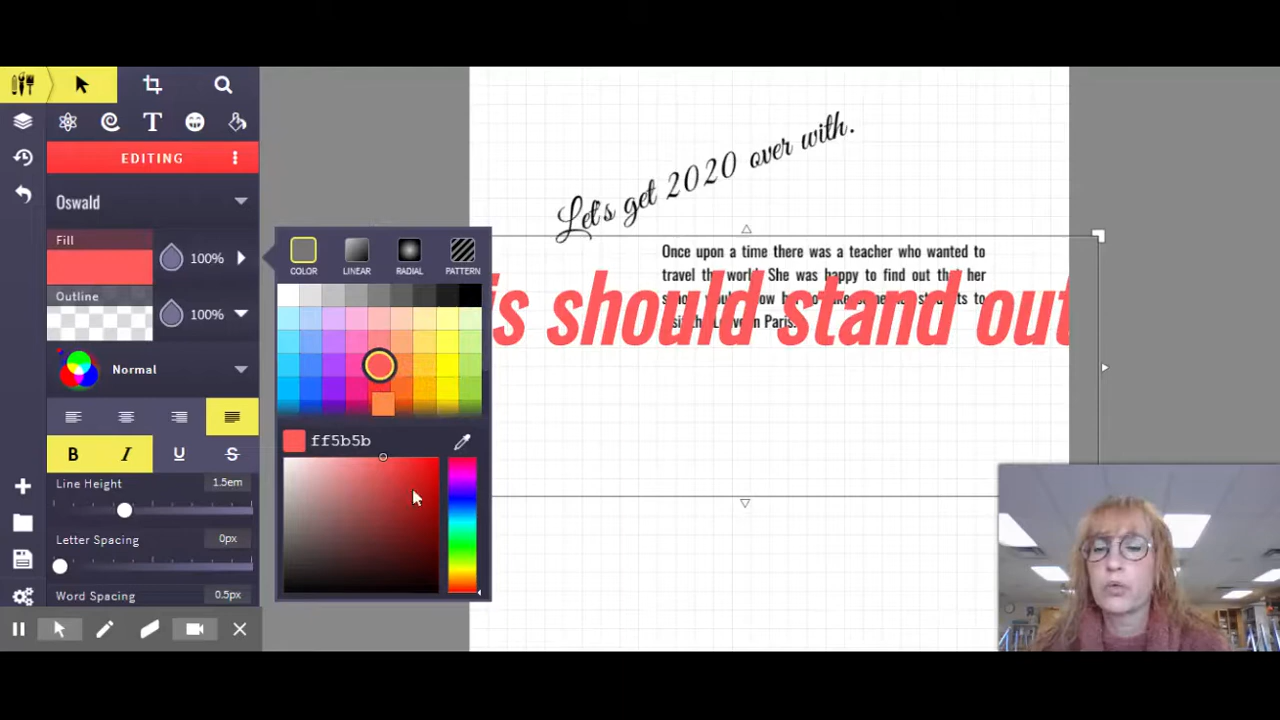 EDITING
Oswald
Fill
100%
Outline
100%
Normal
B I U S
Line Height 1.5em
Letter Spacing 0px
Word Spacing 0.5px
COLOR LINEAR RADIAL PATTERN
ff5b5b
Let's get 2020 over with.
Once upon a time there was a teacher who wanted to
travel the world. She was happy to find out that her
to
Paris.
is should stand out